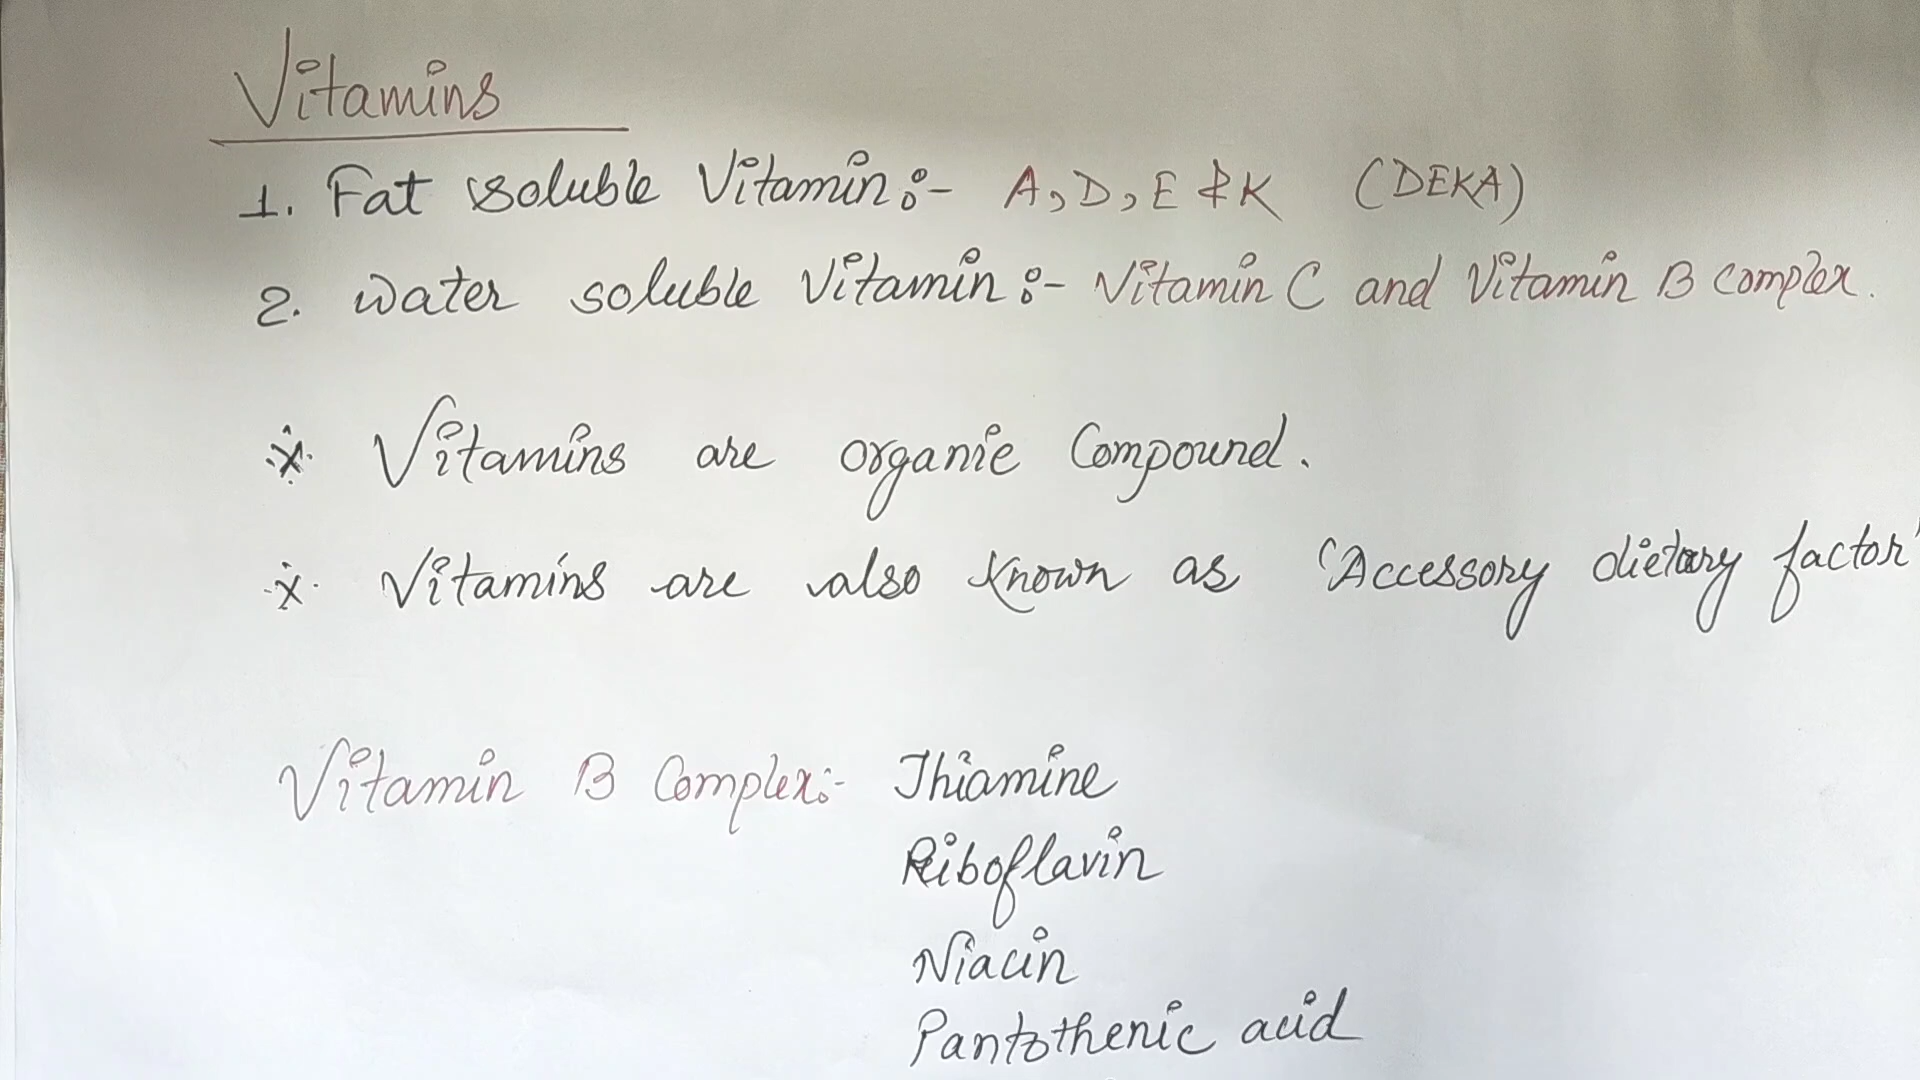 Vitamins
1. Fat soluble Vitamin :- A, D, E & K (DEKA)
2. Water soluble Vitamin :- Vitamin C and Vitamin B complex.
Vitamins are organic Compound.
Vitamins are also known as 'Accessory dietary factor'
Vitamin B Complex:- Thiamine
Riboflavin
Niacin
Pantothenic acid